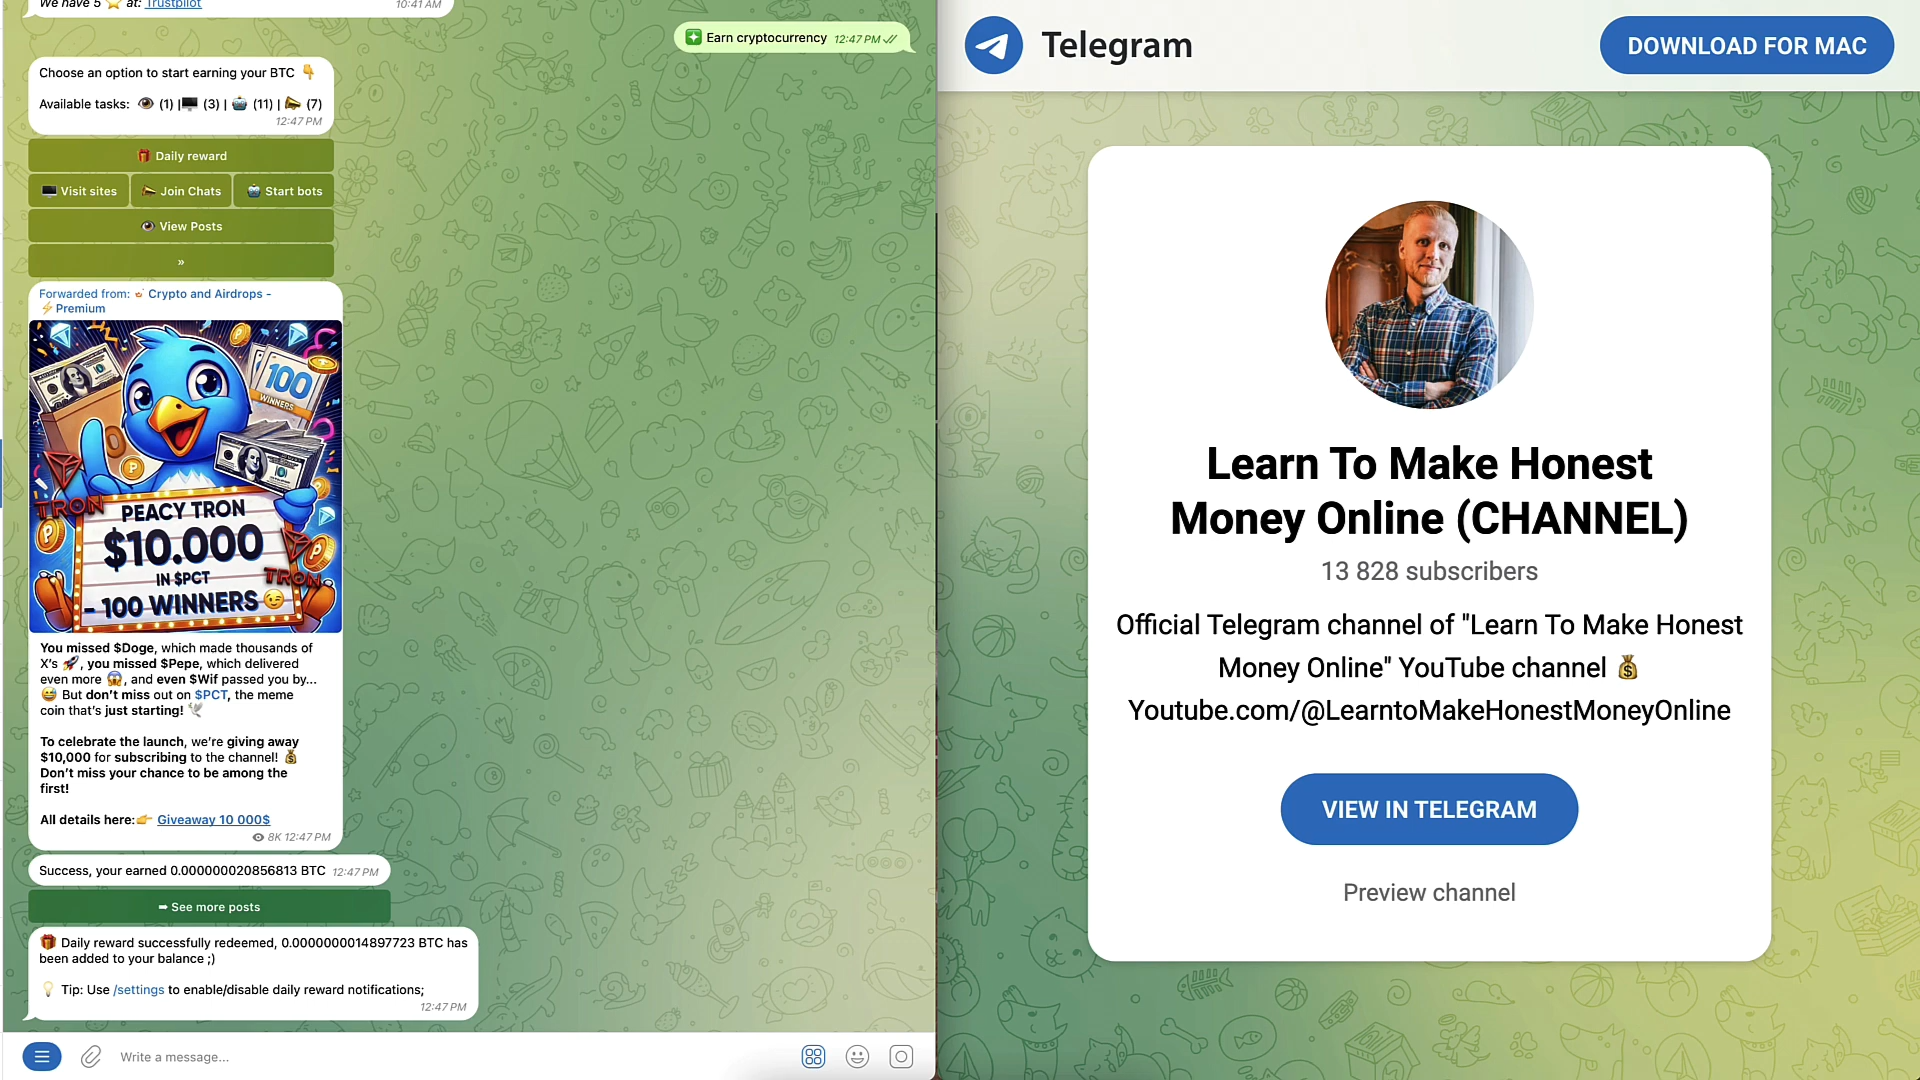 We have 5 ⭐ at: Trustpilot
10:41 AM
Earn cryptocurrency 12:47 PM
Choose an option to start earning your BTC 👇
Available tasks: 👁 (1) |🖥 (3) | 🤖 (11) | 📣 (7)
12:47 PM
🎁 Daily reward
🖥 Visit sites
📣 Join Chats
🤖 Start bots
👁 View Posts
»
Forwarded from: Crypto and Airdrops -
⚡Premium
100
WINNERS
TRON
PEACY TRON
$10.000
IN $PCT
TRON
- 100 WINNERS 😉
You missed $Doge, which made thousands of
X's 🚀, you missed $Pepe, which delivered
even more 😱, and even $Wif passed you by...
😅 But don't miss out on $PCT, the meme
coin that's just starting! 🕊
To celebrate the launch, we're giving away
$10,000 for subscribing to the channel! 💰
Don't miss your chance to be among the
first!
All details here:👉 Giveaway 10 000$
8K 12:47 PM
Success, your earned 0.000000020856813 BTC 12:47 PM
➡ See more posts
🎁 Daily reward successfully redeemed, 0.0000000014897723 BTC has
been added to your balance ;)
💡 Tip: Use /settings to enable/disable daily reward notifications;
12:47 PM
Write a message...
Telegram
DOWNLOAD FOR MAC
Learn To Make Honest
Money Online (CHANNEL)
13 828 subscribers
Official Telegram channel of "Learn To Make Honest
Money Online" YouTube channel 💰
Youtube.com/@LearntoMakeHonestMoneyOnline
VIEW IN TELEGRAM
Preview channel